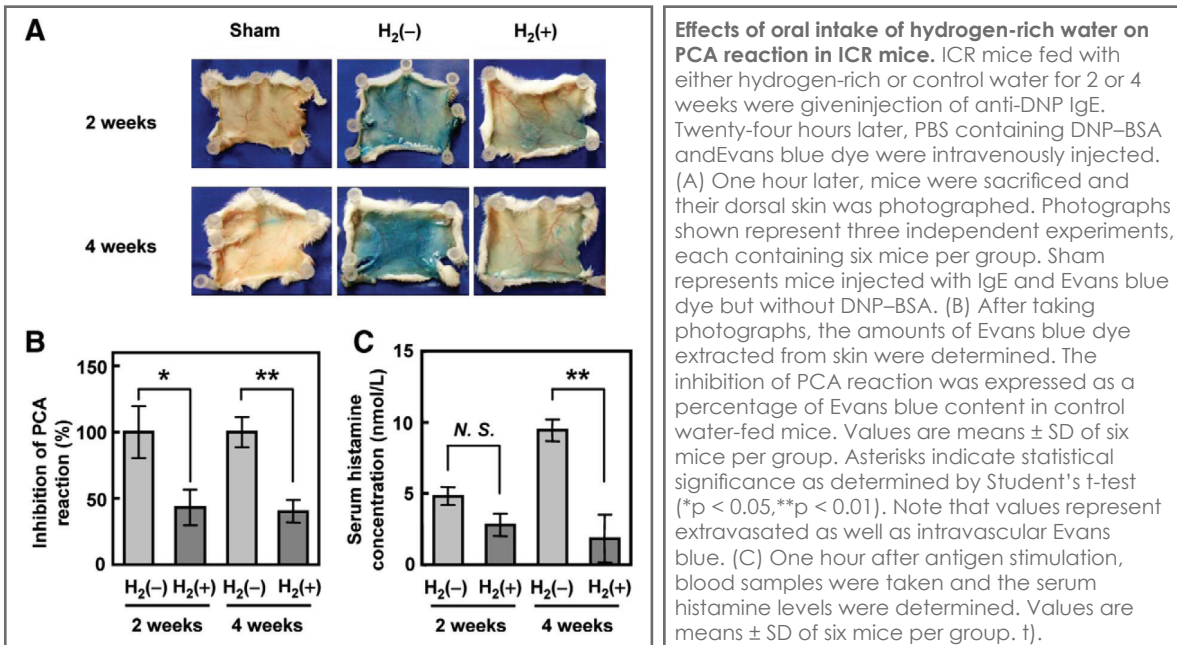 A
Sham
H2(−)
H2(+)
2 weeks
4 weeks
B
Inhibition of PCA
reaction (%)
150
100
50
0
*
**
H2(−) H2(+) H2(−) H2(+)
2 weeks 4 weeks
C
Serum histamine
concentration (nmol/L)
15
10
5
0
N. S.
**
H2(−) H2(+) H2(−) H2(+)
2 weeks 4 weeks
Effects of oral intake of hydrogen-rich water on
PCA reaction in ICR mice. ICR mice fed with
either hydrogen-rich or control water for 2 or 4
weeks were giveninjection of anti-DNP IgE.
Twenty-four hours later, PBS containing DNP–BSA
andEvans blue dye were intravenously injected.
(A) One hour later, mice were sacrificed and
their dorsal skin was photographed. Photographs
shown represent three independent experiments,
each containing six mice per group. Sham
represents mice injected with IgE and Evans blue
dye but without DNP–BSA. (B) After taking
photographs, the amounts of Evans blue dye
extracted from skin were determined. The
inhibition of PCA reaction was expressed as a
percentage of Evans blue content in control
water-fed mice. Values are means ± SD of six
mice per group. Asterisks indicate statistical
significance as determined by Student’s t-test
(*p < 0.05,**p < 0.01). Note that values represent
extravasated as well as intravascular Evans
blue. (C) One hour after antigen stimulation,
blood samples were taken and the serum
histamine levels were determined. Values are
means ± SD of six mice per group. t).